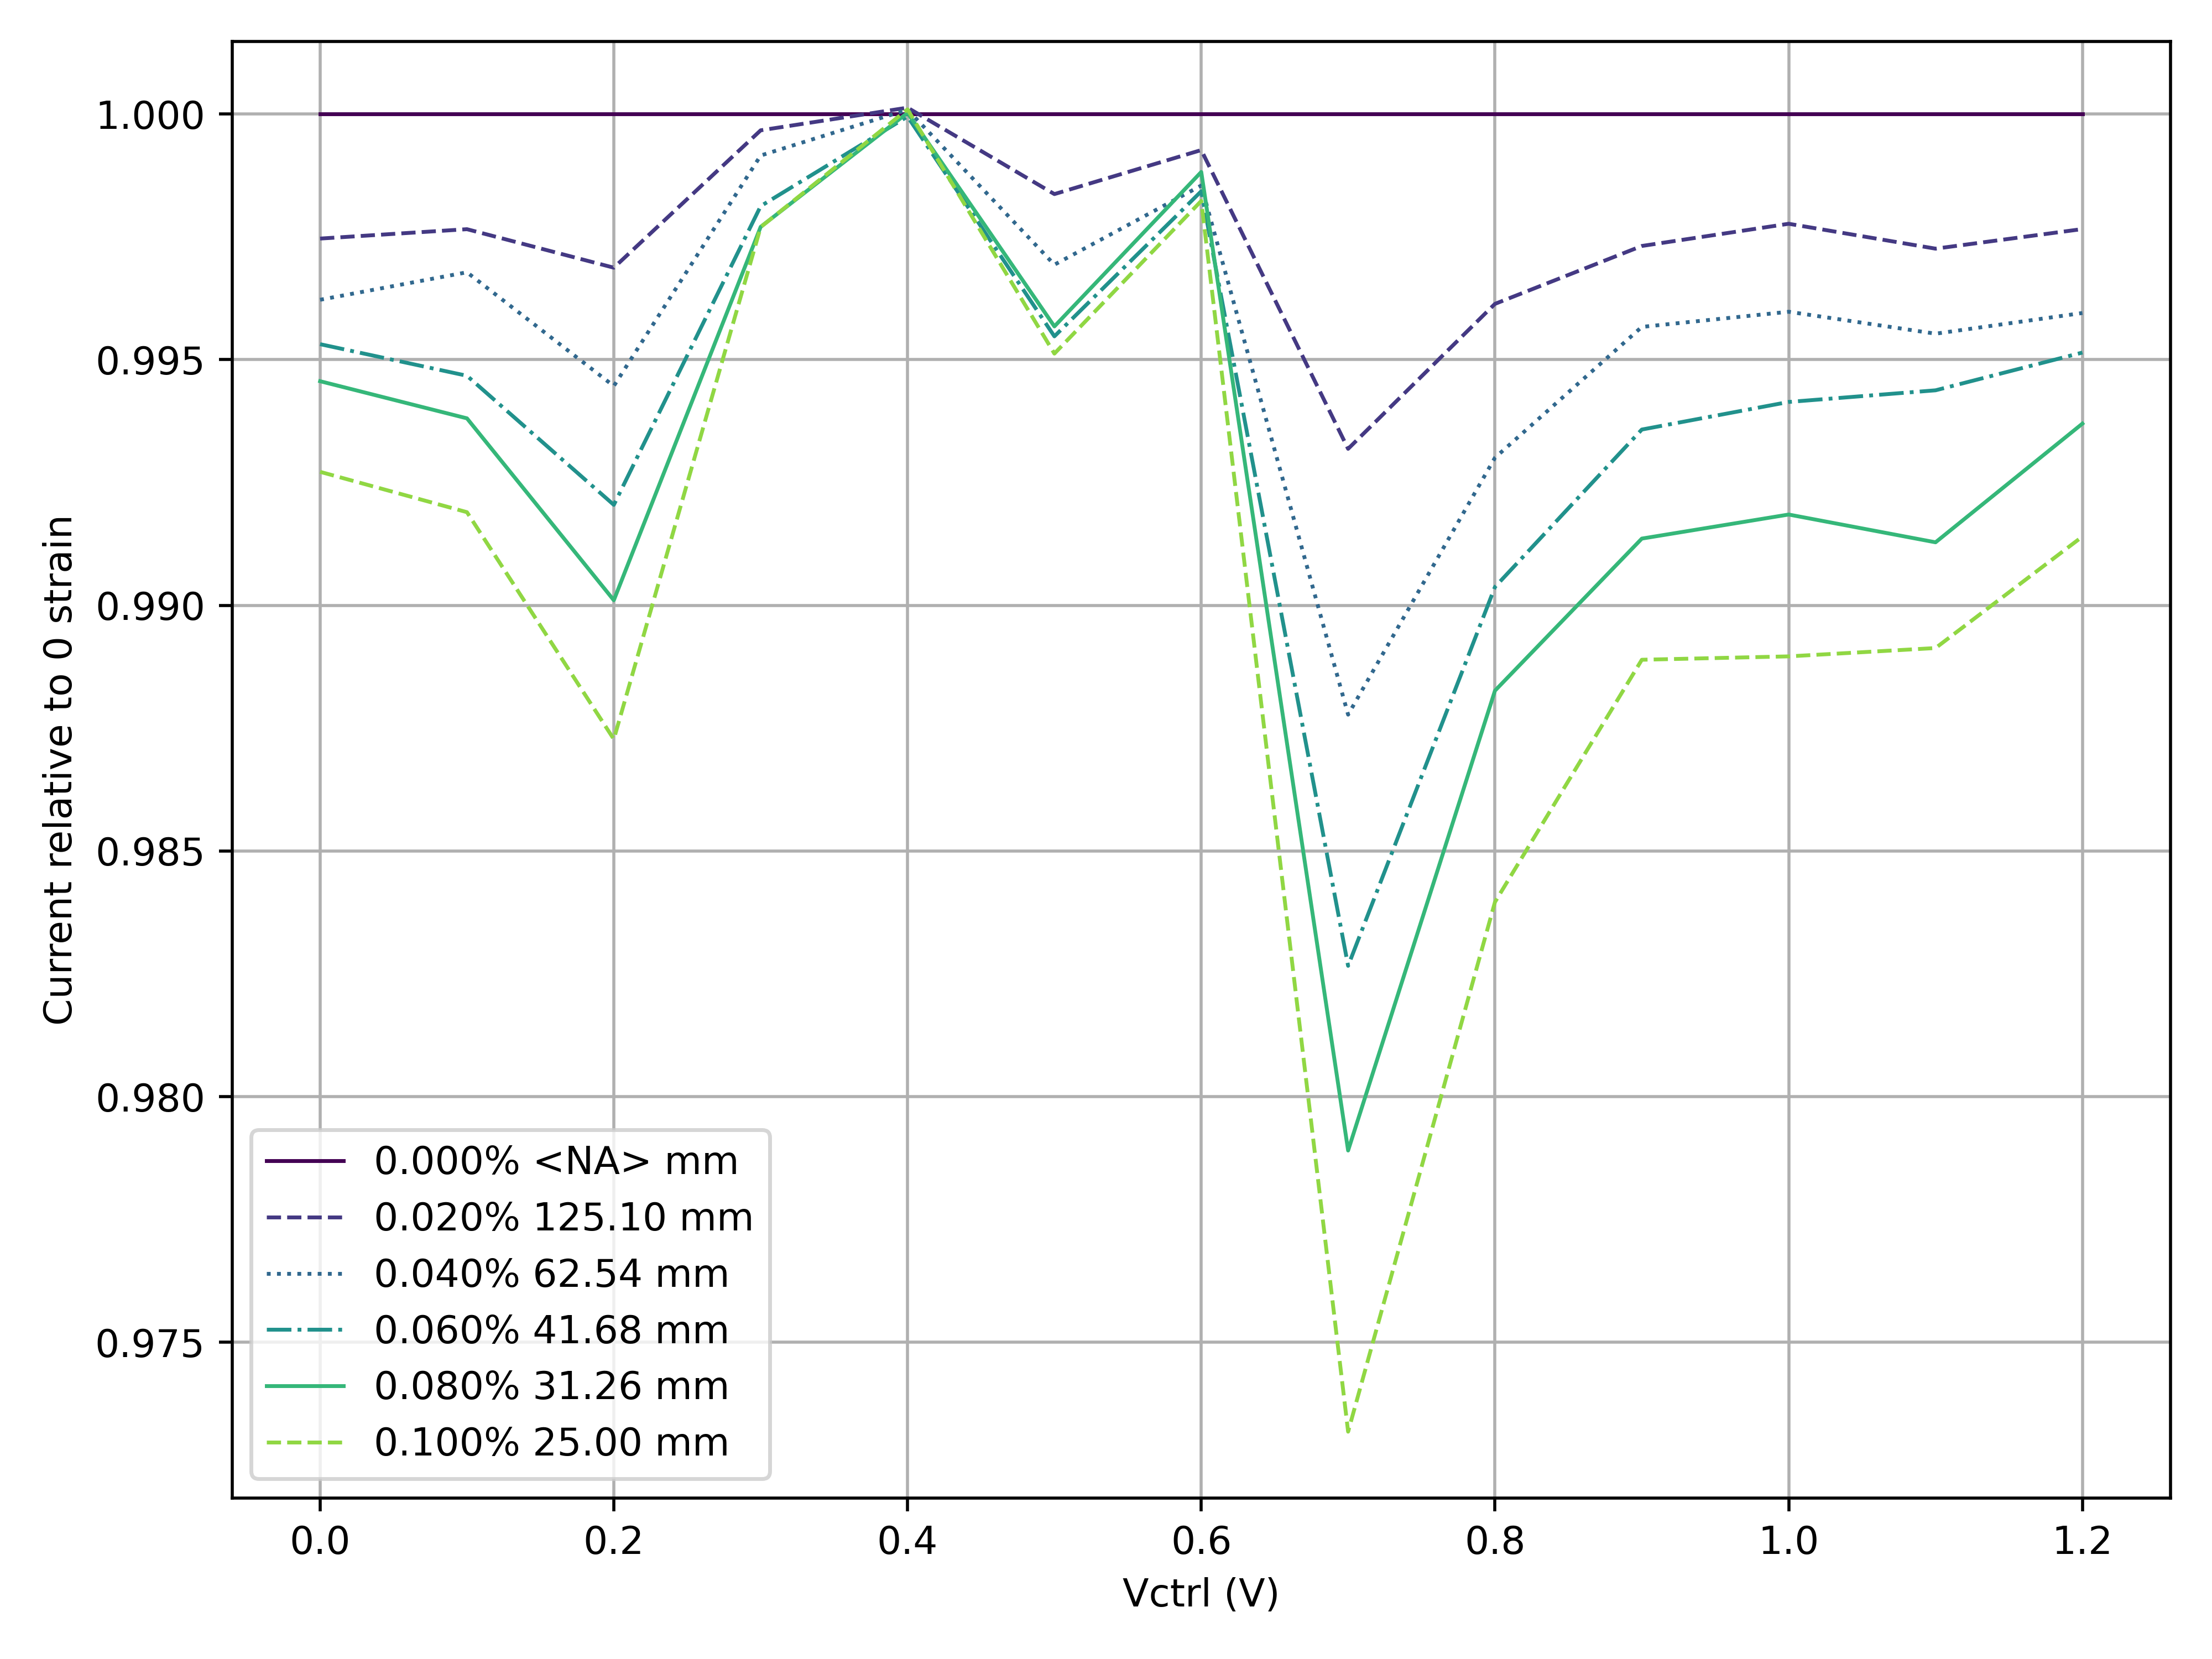 1.000
0.995
0.990
0.985
0.980
0.975
Current relative to 0 strain
0.000% <NA> mm
0.020% 125.10 mm
0.040% 62.54 mm
0.060% 41.68 mm
0.080% 31.26 mm
0.100% 25.00 mm
0.0 0.2 0.4 0.6 0.8 1.0 1.2
Vctrl (V)